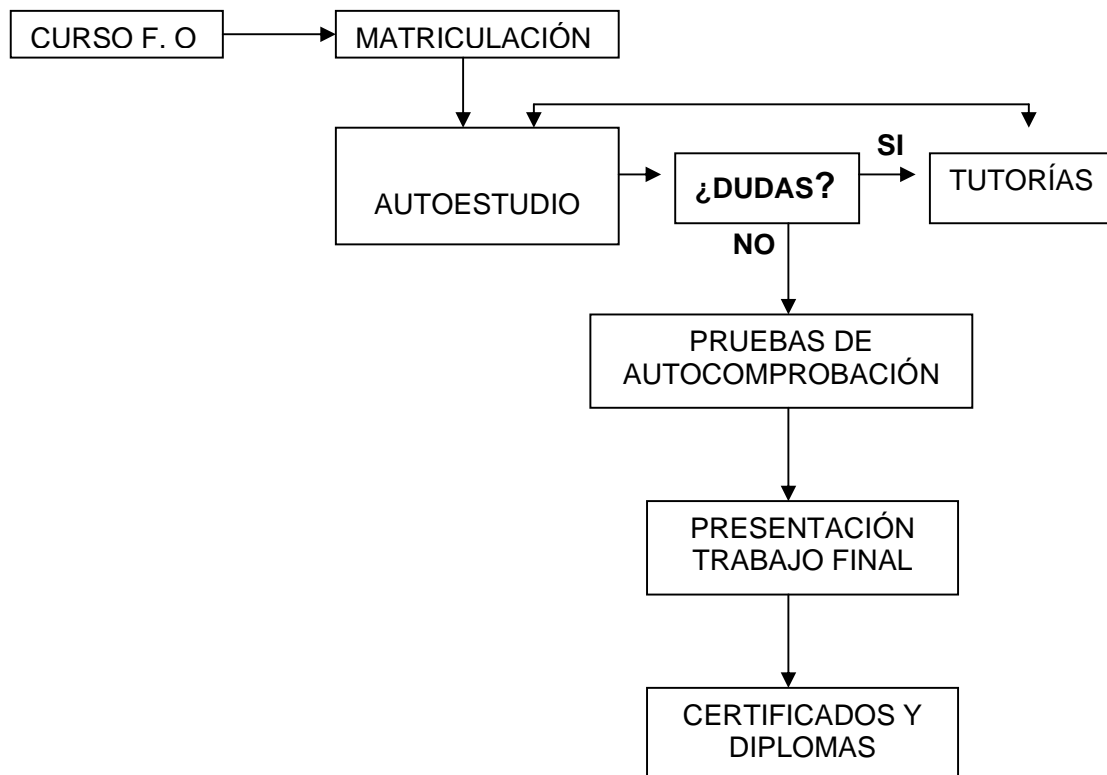 CURSO F. O
MATRICULACIÓN
AUTOESTUDIO
¿DUDAS?
SI
TUTORÍAS
NO
PRUEBAS DE
AUTOCOMPROBACIÓN
PRESENTACIÓN
TRABAJO FINAL
CERTIFICADOS Y
DIPLOMAS